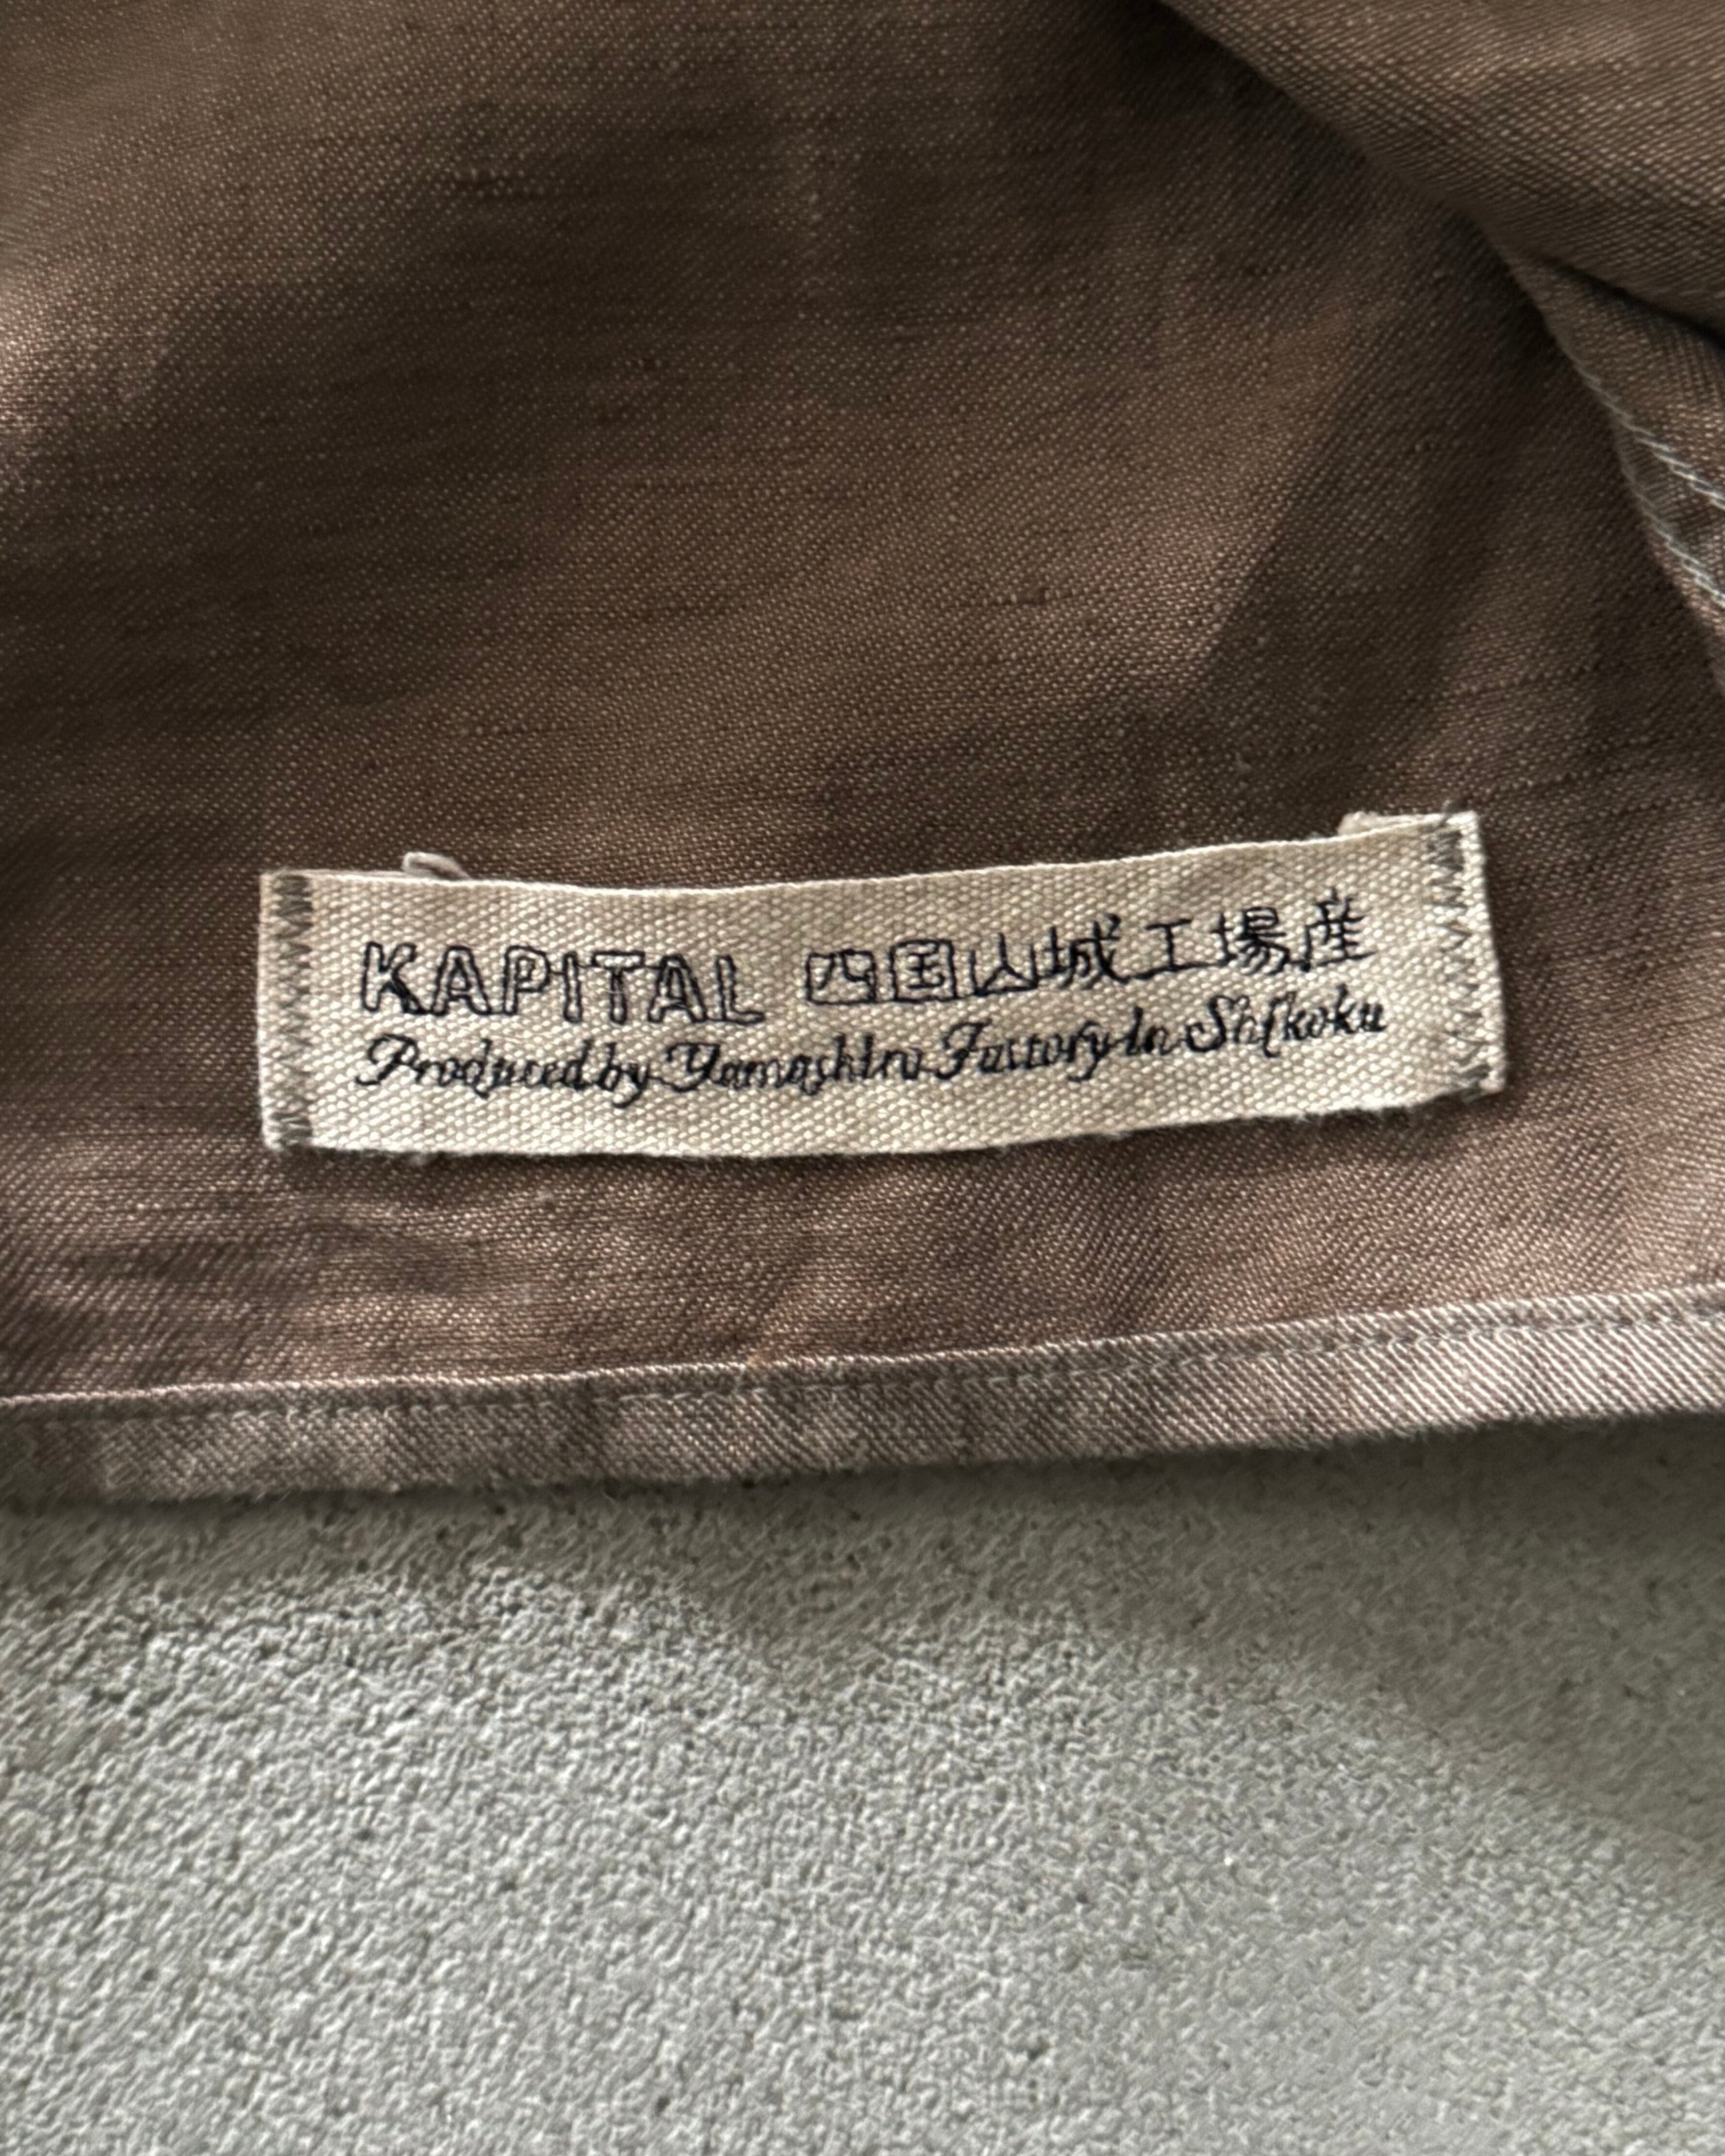 KAPITAL 四国山城工場産
Produced by Yamashiro Factory in Shikoku